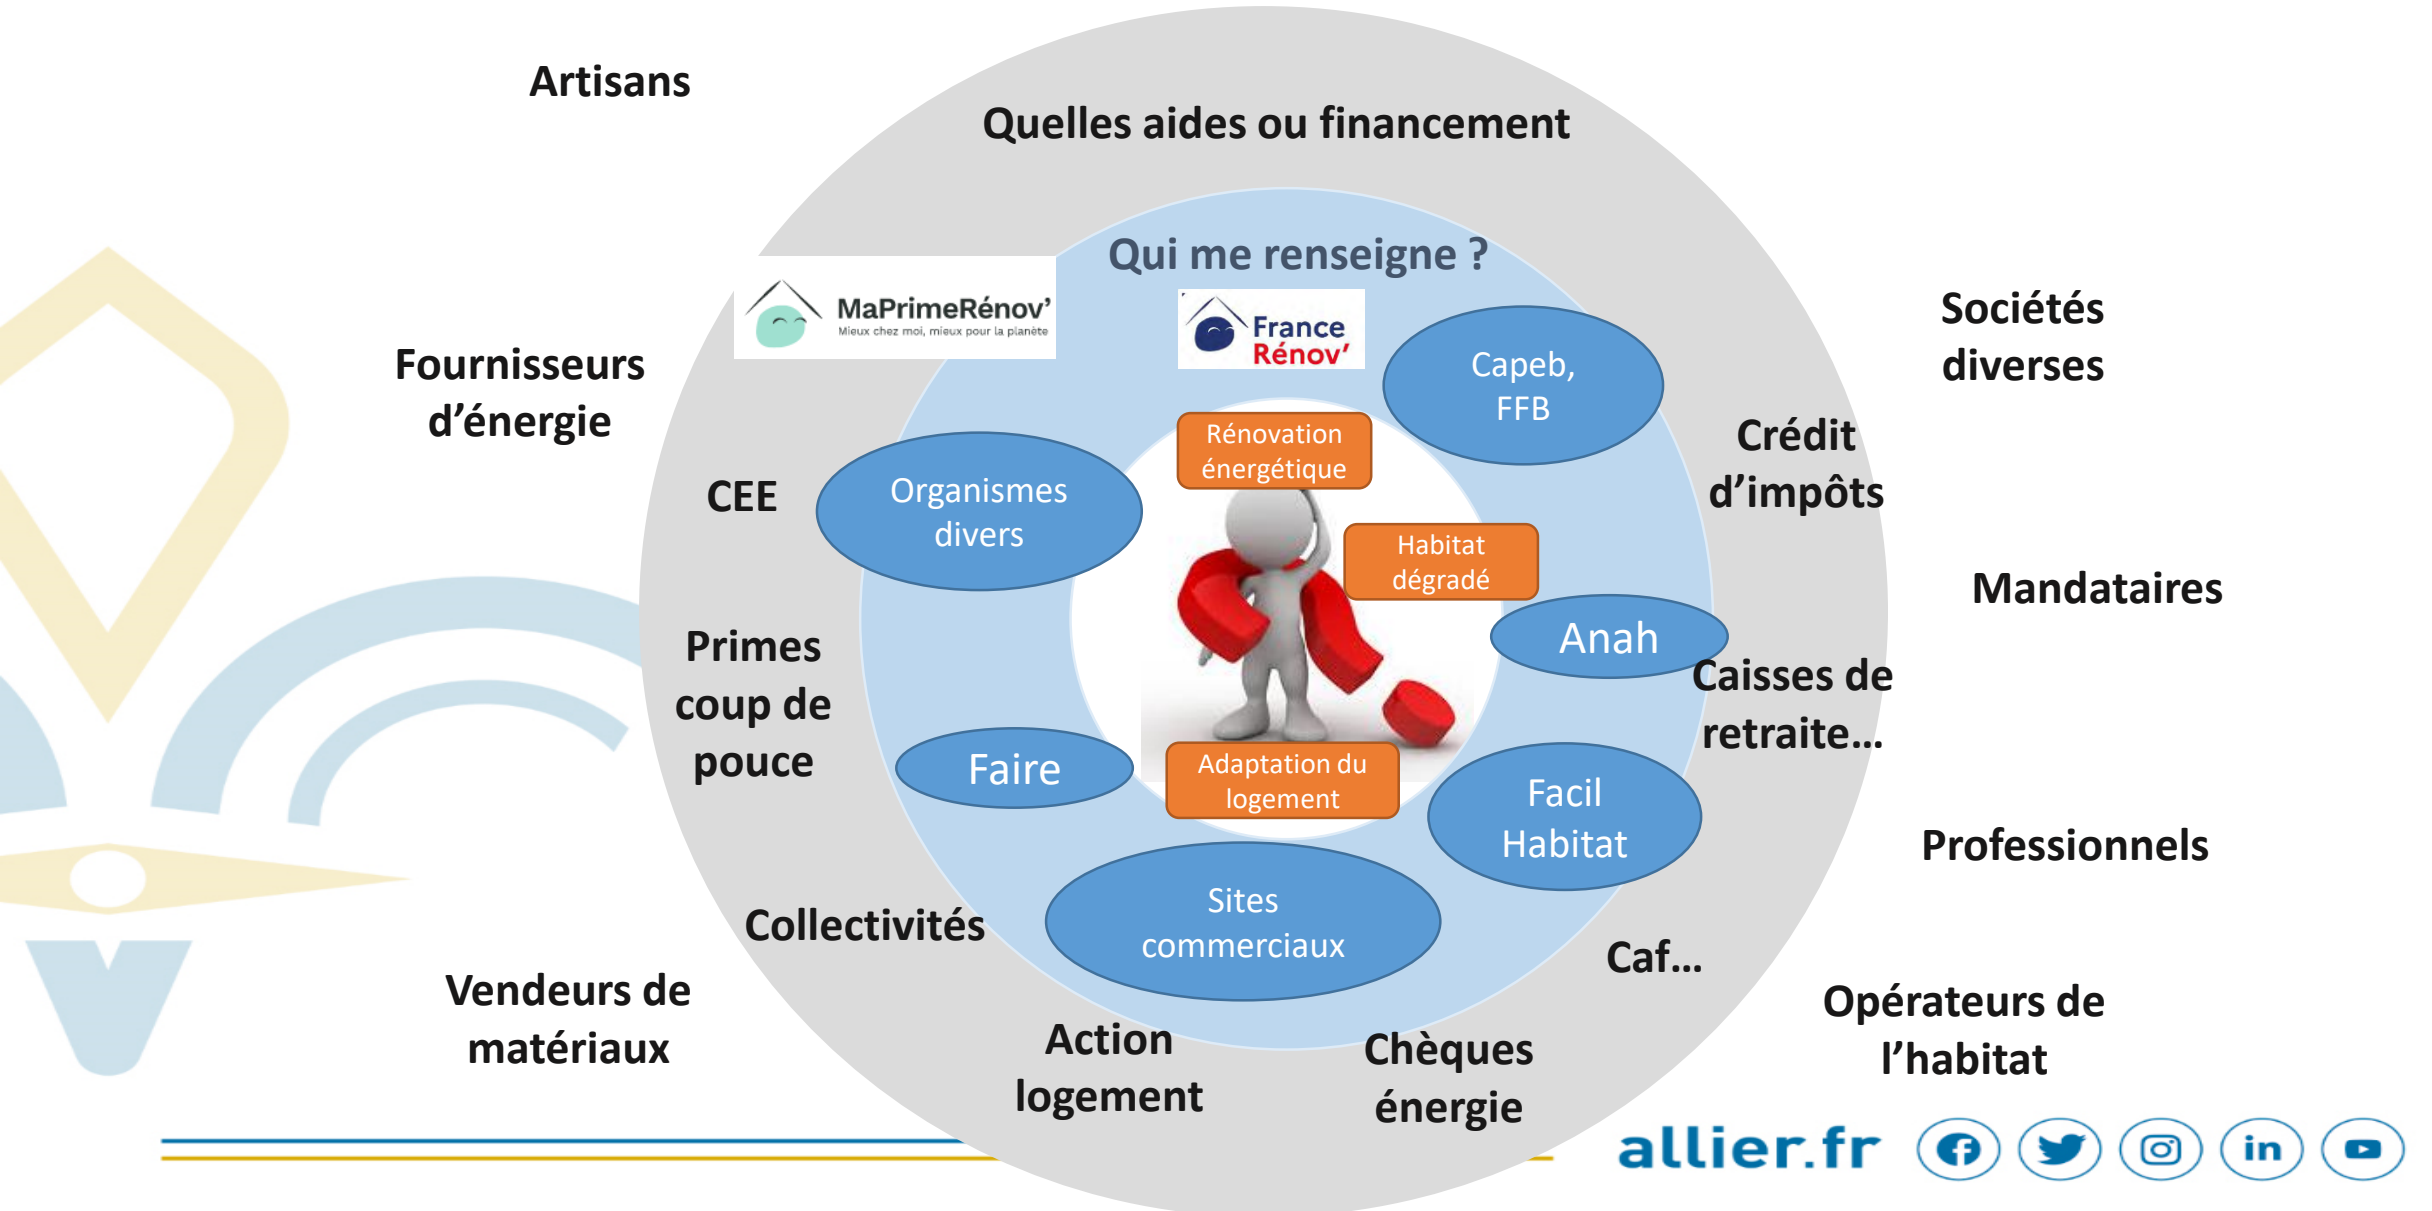 Artisans
Quelles aides ou financement
Qui me renseigne ?
MaPrimeRénov'
Mieux chez moi, mieux pour la planète
France
Rénov'
Capeb,
FFB
Sociétés
diverses
Fournisseurs
d’énergie
Rénovation
énergétique
Crédit
d’impôts
CEE
Organismes
divers
Habitat
dégradé
Mandataires
Primes
coup de
pouce
Anah
Caisses de
retraite…
Faire
Adaptation du
logement
Facil
Habitat
Professionnels
Collectivités
Sites
commerciaux
Caf…
Vendeurs de
matériaux
Action
logement
Chèques
énergie
Opérateurs de
l’habitat
allier.fr
in